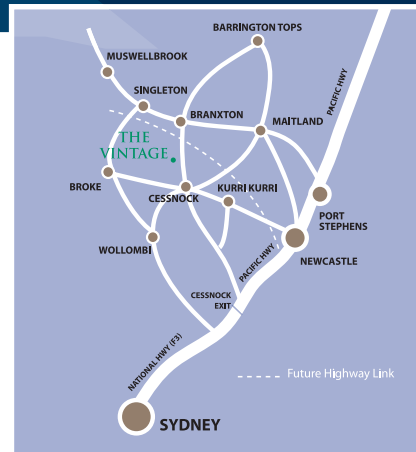 BARRINGTON TOPS
MUSWELLBROOK
SINGLETON
PACIFIC HWY
BRANXTON
MAITLAND
THE
VINTAGE
BROKE
KURRI KURRI
CESSNOCK
PORT
STEPHENS
WOLLOMBI
PACIFIC HWY
NEWCASTLE
CESSNOCK
EXIT
NATIONAL HWY (F3)
Future Highway Link
SYDNEY